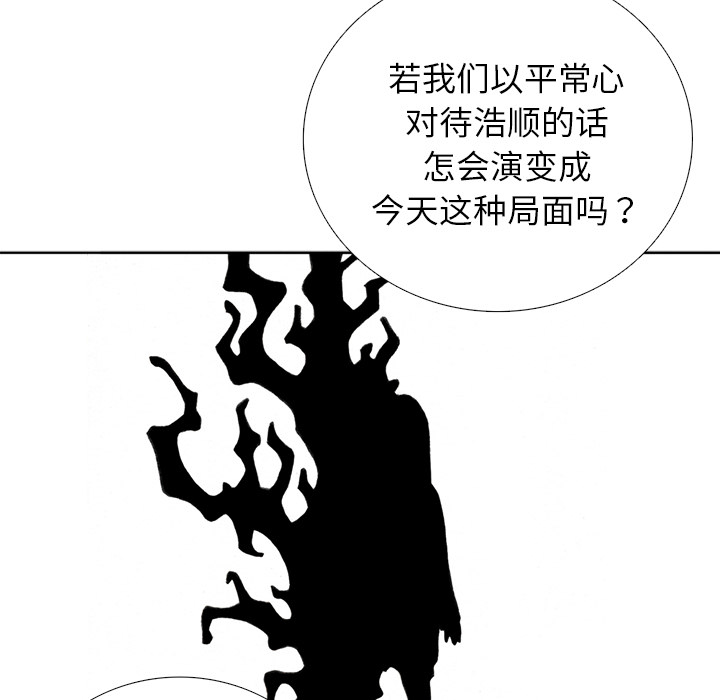 若我们以平常心
对待浩顺的话
怎会演变成
今天这种局面吗？